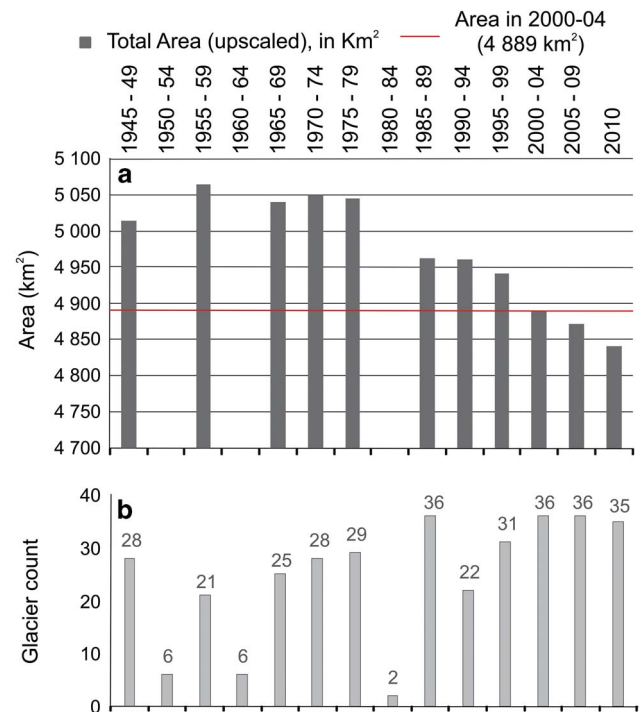 Total Area (upscaled), in Km²
Area in 2000-04
(4 889 km²)
1945 - 49
1950 - 54
1955 - 59
1960 - 64
1965 - 69
1970 - 74
1975 - 79
1980 - 84
1985 - 89
1990 - 94
1995 - 99
2000 - 04
2005 - 09
2010
a
Area (km²)
5 100
5 050
5 000
4 950
4 900
4 850
4 800
4 750
4 700
b
Glacier count
40
30
20
10
0
28
6
21
6
25
28
29
2
36
22
31
36
36
35